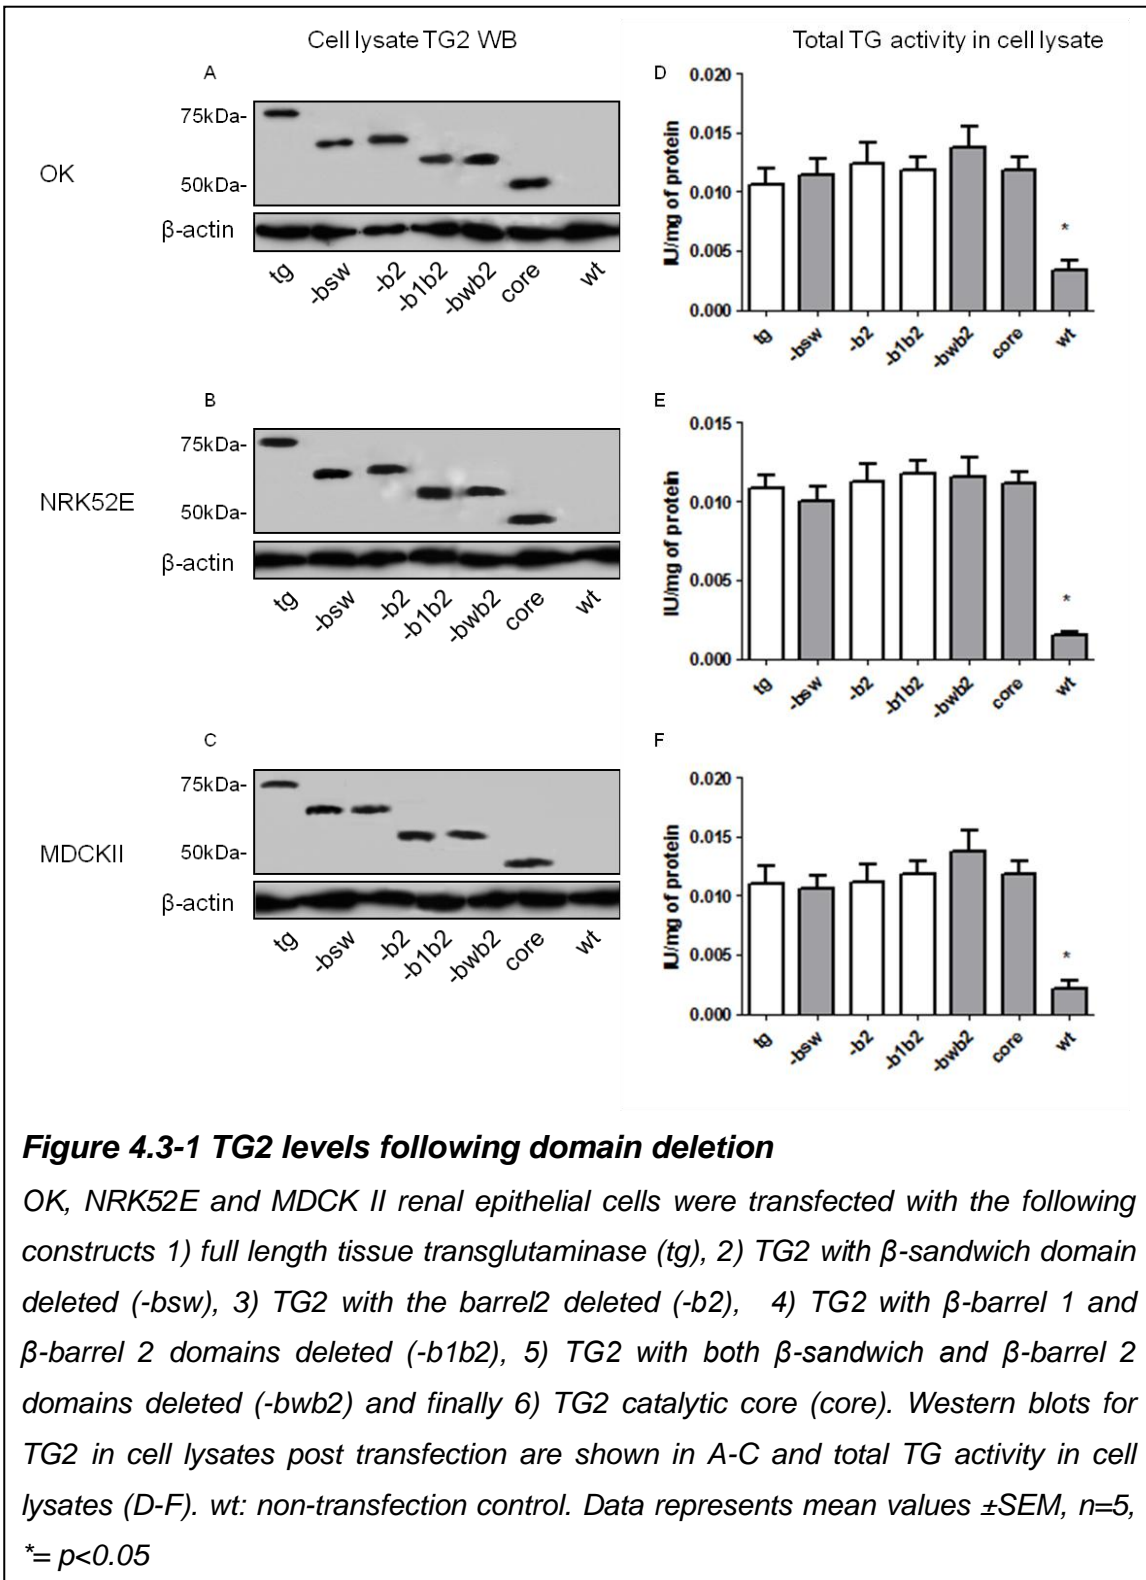 Cell lysate TG2 WB
Total TG activity in cell lysate
A
75kDa-
50kDa-
OK
β-actin
tg -bsw -b2 -b1b2 -bwb2 core wt
D
0.020
0.015
0.010
0.005
0.000
IU/mg of protein
*
tg -bsw -b2 -b1b2 -bwb2 core wt
B
75kDa-
50kDa-
NRK52E
β-actin
tg -bsw -b2 -b1b2 -bwb2 core wt
E
0.015
0.010
0.005
0.000
IU/mg of protein
*
tg -bsw -b2 -b1b2 -bwb2 core wt
C
75kDa-
50kDa-
MDCKII
β-actin
tg -bsw -b2 -b1b2 -bwb2 core wt
F
0.020
0.015
0.010
0.005
0.000
IU/mg of protein
*
tg -bsw -b2 -b1b2 -bwb2 core wt
Figure 4.3-1 TG2 levels following domain deletion
OK, NRK52E and MDCK II renal epithelial cells were transfected with the following
constructs 1) full length tissue transglutaminase (tg), 2) TG2 with β-sandwich domain
deleted (-bsw), 3) TG2 with the barrel2 deleted (-b2), 4) TG2 with β-barrel 1 and
β-barrel 2 domains deleted (-b1b2), 5) TG2 with both β-sandwich and β-barrel 2
domains deleted (-bwb2) and finally 6) TG2 catalytic core (core). Western blots for
TG2 in cell lysates post transfection are shown in A-C and total TG activity in cell
lysates (D-F). wt: non-transfection control. Data represents mean values ±SEM, n=5,
*= p<0.05